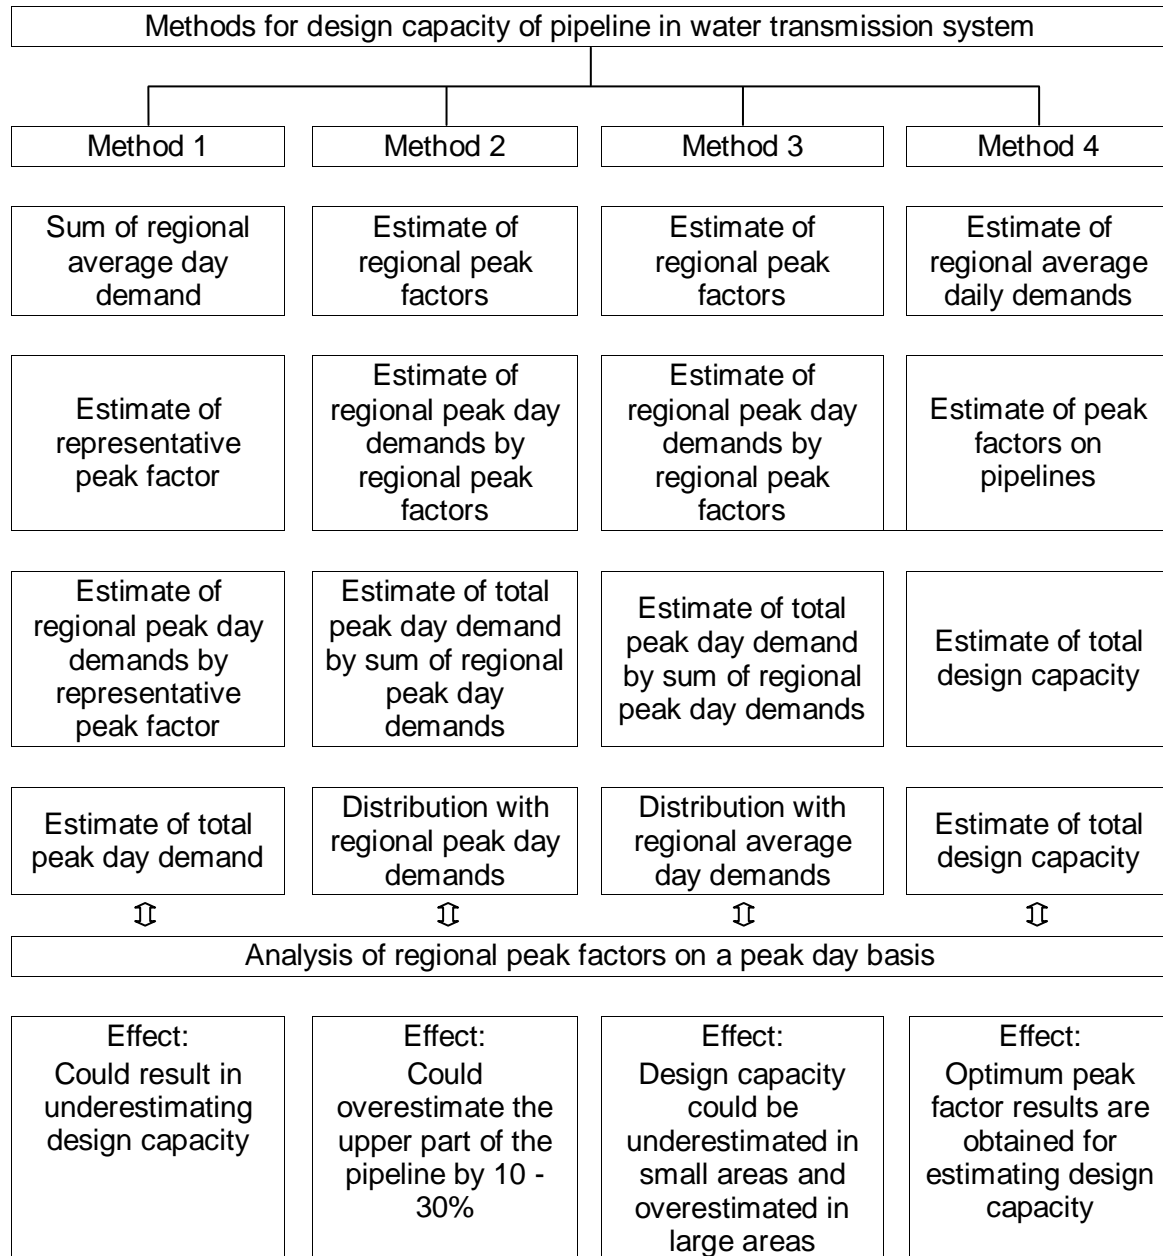 Methods for design capacity of pipeline in water transmission system
Method 1
Method 2
Method 3
Method 4
Sum of regional
average day
demand
Estimate of
regional peak
factors
Estimate of
regional peak
factors
Estimate of
regional average
daily demands
Estimate of
representative
peak factor
Estimate of
regional peak day
demands by
regional peak
factors
Estimate of
regional peak day
demands by
regional peak
factors
Estimate of peak
factors on
pipelines
Estimate of
regional peak day
demands by
representative
peak factor
Estimate of total
peak day demand
by sum of regional
peak day
demands
Estimate of total
peak day demand
by sum of regional
peak day demands
Estimate of total
design capacity
Estimate of total
peak day demand
Distribution with
regional peak day
demands
Distribution with
regional average
day demands
Estimate of total
design capacity
Analysis of regional peak factors on a peak day basis
Effect:
Could result in
underestimating
design capacity
Effect:
Could
overestimate the
upper part of the
pipeline by 10 -
30%
Effect:
Design capacity
could be
underestimated in
small areas and
overestimated in
large areas
Effect:
Optimum peak
factor results are
obtained for
estimating design
capacity